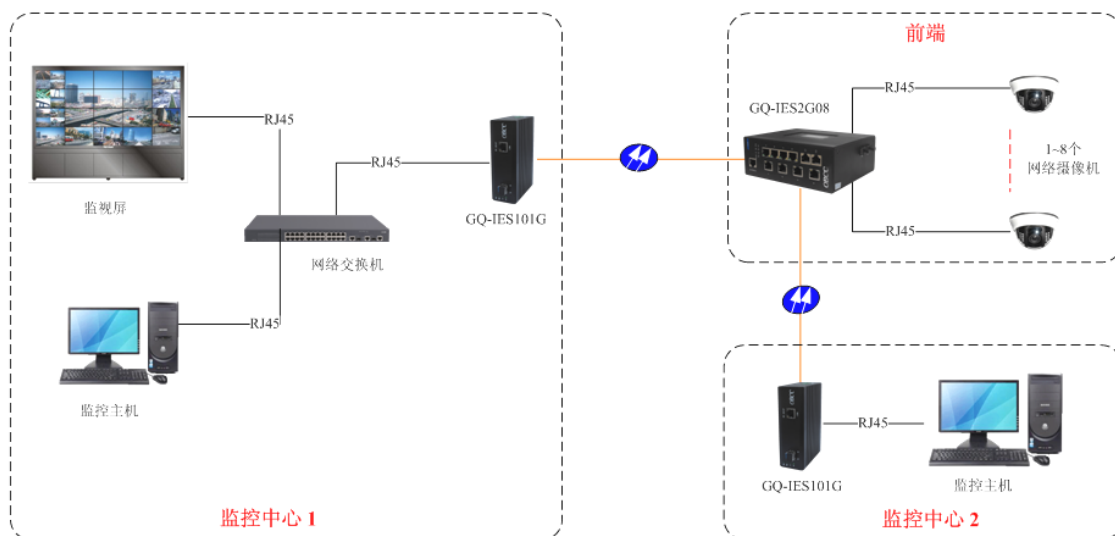 前端
GQ-IES2G08
RJ45
RJ45
RJ45
GQ-IES101G
监视屏
网络交换机
RJ45
监控主机
监控中心 1
1~8个
网络摄像机
RJ45
GQ-IES101G
RJ45
监控主机
监控中心 2